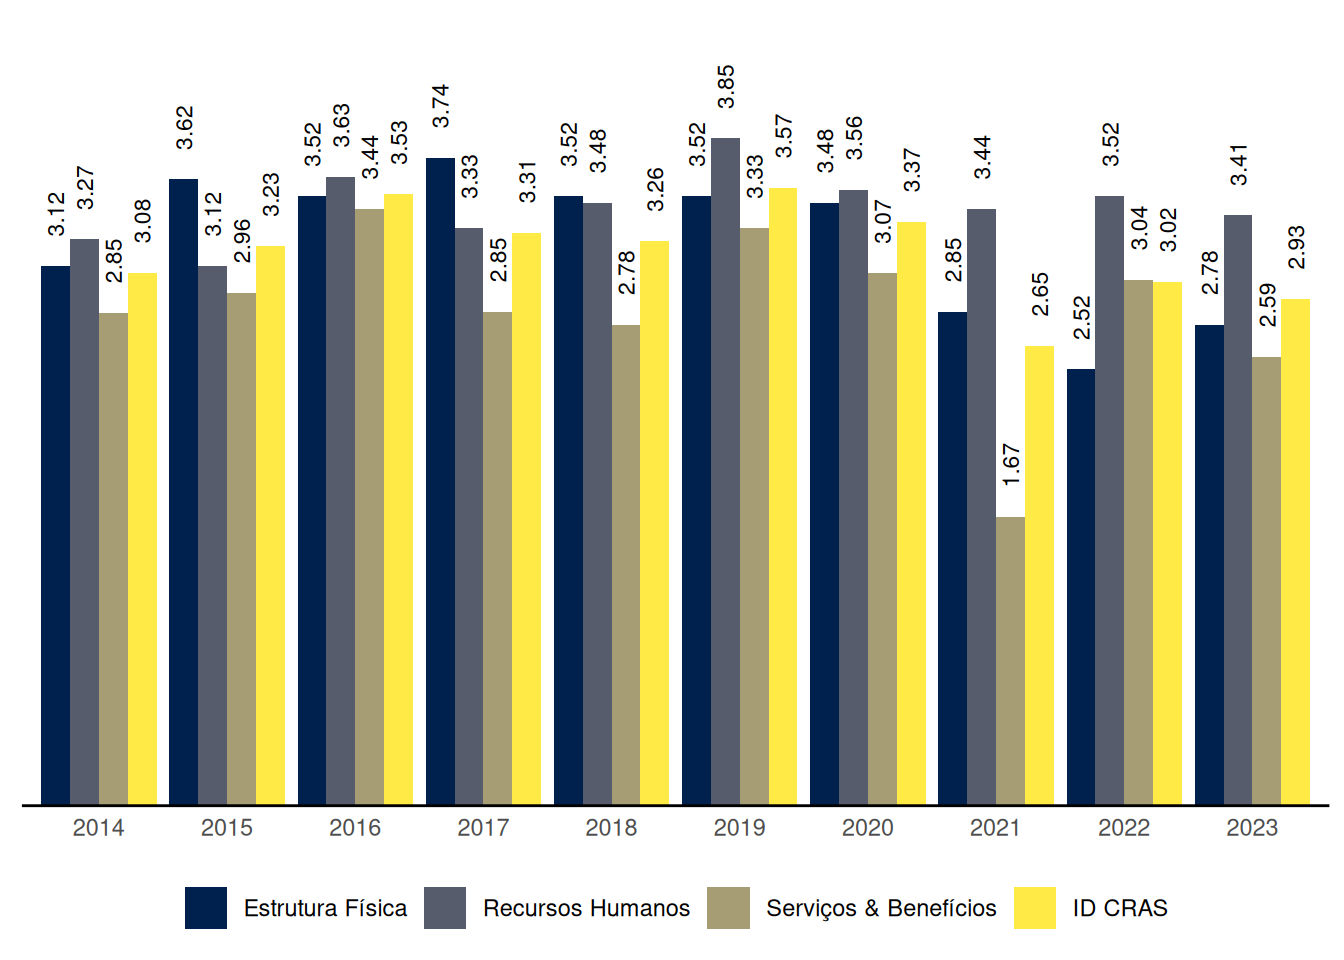 3.12 3.27 2.85 3.08 3.62 3.12 2.96 3.23 3.52 3.63 3.44 3.53 3.74 3.33 2.85 3.31 3.52 3.48 2.78 3.26 3.52 3.85 3.33 3.57 3.48 3.56 3.07 3.37 2.85 3.44 1.67 2.65 2.52 3.52 3.04 3.02 2.78 3.41 2.59 2.93
2014 2015 2016 2017 2018 2019 2020 2021 2022 2023
Estrutura Física Recursos Humanos Serviços & Benefícios ID CRAS